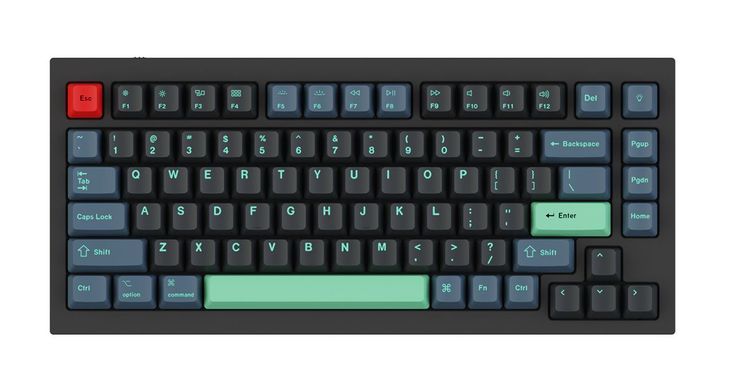 Esc F1 F2 F3 F4 F5 F6 F7 F8 F9 F10 F11 F12 Del
~ ! @ # $ % ^ & * ( ) - +
` 1 2 3 4 5 6 7 8 9 0 - = Backspace Pgup
Tab Q W E R T Y U I O P { } | Pgdn
[ ] \
Caps Lock A S D F G H J K L : " Enter Home
; '
Shift Z X C V B N M < > ? Shift
, . /
Ctrl option ⌘ command ⌘ Fn Ctrl